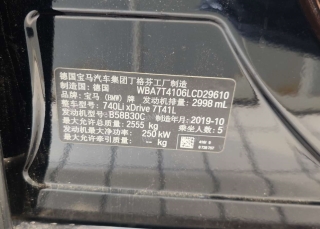 德国宝马汽车集团丁格芬工厂制造
制造国：德国 WBA7T4106LCD29610
品牌：宝马（BMW）牌 发动机排量：2998 mL
整车型号：740Li xDrive 7T41L
发动机型号：B58B30C 制造年月：2019-10
最大允许总质量：2555 kg 乘坐人数：5
发动机最大净功率：250 kW
最大允许牵引质量：-- kg